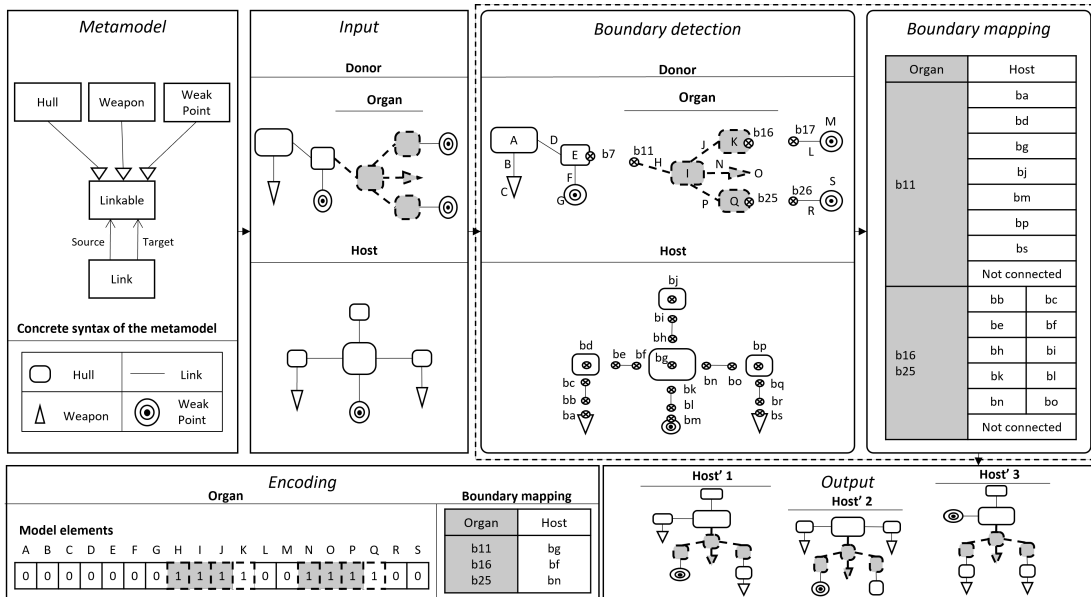 Metamodel
Hull
Weapon
Weak
Point
Linkable
Source
Target
Link
Concrete syntax of the metamodel
Hull
Link
Weapon
Weak
Point
Input
Donor
Organ
Host
Boundary detection
Donor
Organ
A
B
C
D
E
F
G
b7
b11
H
I
J
K
b16
N
O
P
Q
b25
b17
L
M
b26
R
S
Host
bj
bi
bh
bd
be
bf
bg
bn
bo
bp
bc
bb
ba
bk
bl
bm
bq
br
bs
Boundary mapping
Organ Host
b11
ba
bd
bg
bj
bm
bp
bs
Not connected
b16
b25
bb bc
be bf
bh bi
bk bl
bn bo
Not connected
Encoding
Organ
Model elements
A B C D E F G H I J K L M N O P Q R S
0 0 0 0 0 0 0 1 1 1 1 0 0 1 1 1 1 0 0
Boundary mapping
Organ Host
b11 bg
b16 bf
b25 bn
Output
Host' 1
Host' 2
Host' 3